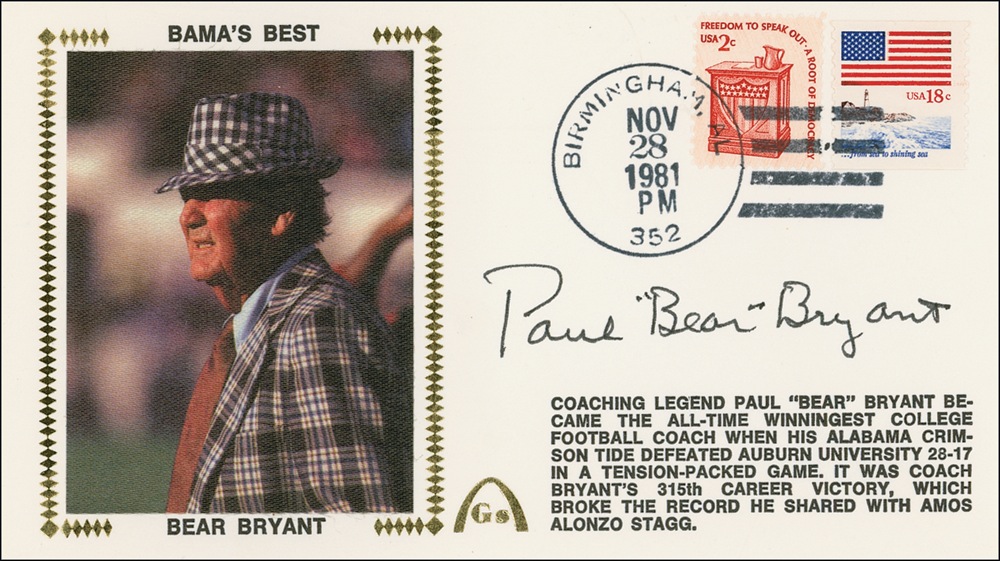 BAMA'S BEST
BEAR BRYANT
FREEDOM TO SPEAK OUT · A ROOT OF DEMOCRACY
USA 2c
USA 18c
...from sea to shining sea
BIRMINGHAM, AL
NOV
28
1981
PM
352
Paul "Bear" Bryant
COACHING LEGEND PAUL "BEAR" BRYANT BE-
CAME THE ALL-TIME WINNINGEST COLLEGE
FOOTBALL COACH WHEN HIS ALABAMA CRIM-
SON TIDE DEFEATED AUBURN UNIVERSITY 28-17
IN A TENSION-PACKED GAME. IT WAS COACH
BRYANT'S 315th CAREER VICTORY, WHICH
BROKE THE RECORD HE SHARED WITH AMOS
ALONZO STAGG.
Gs